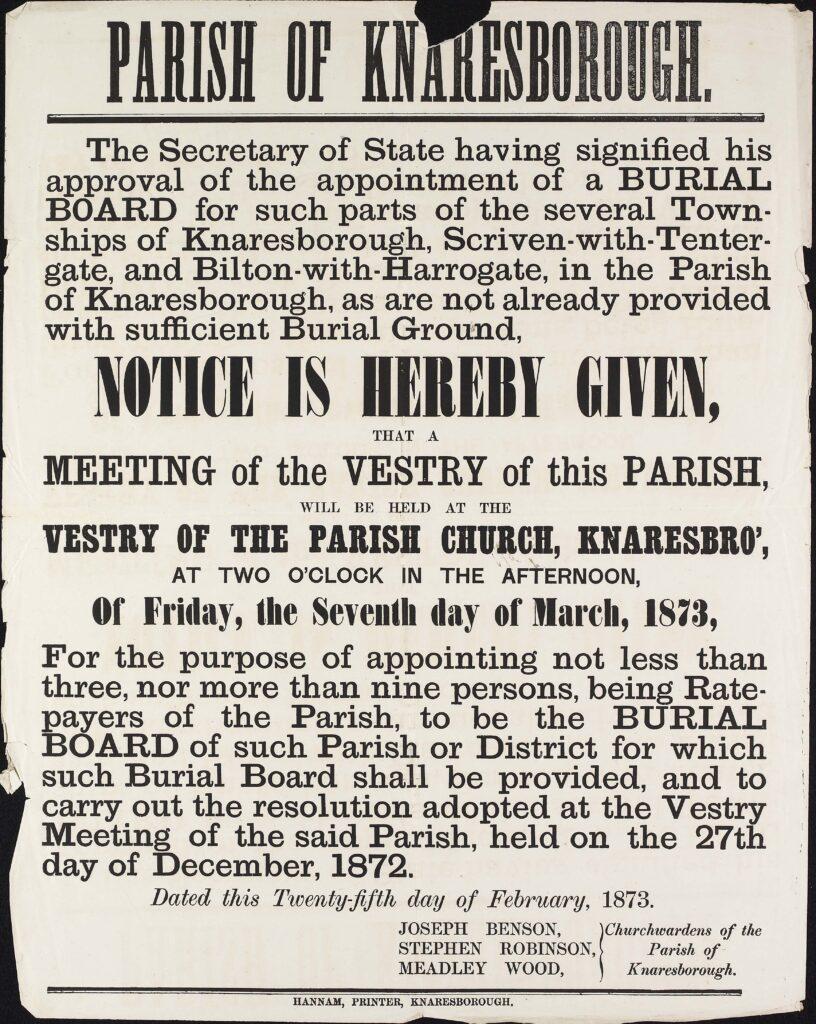 PARISH OF KNARESBOROUGH.
The Secretary of State having signified his
approval of the appointment of a BURIAL
BOARD for such parts of the several Town-
ships of Knaresborough, Scriven-with-Tenter-
gate, and Bilton-with-Harrogate, in the Parish
of Knaresborough, as are not already provided
with sufficient Burial Ground,
NOTICE IS HEREBY GIVEN,
THAT A
MEETING of the VESTRY of this PARISH,
WILL BE HELD AT THE
VESTRY OF THE PARISH CHURCH, KNARESBRO',
AT TWO O'CLOCK IN THE AFTERNOON,
Of Friday, the Seventh day of March, 1873,
For the purpose of appointing not less than
three, nor more than nine persons, being Rate-
payers of the Parish, to be the BURIAL
BOARD of such Parish or District for which
such Burial Board shall be provided, and to
carry out the resolution adopted at the Vestry
Meeting of the said Parish, held on the 27th
day of December, 1872.
Dated this Twenty-fifth day of February, 1873.
JOSEPH BENSON,
STEPHEN ROBINSON,
MEADLEY WOOD,
Churchwardens of the
Parish of
Knaresborough.
HANNAM, PRINTER, KNARESBOROUGH.